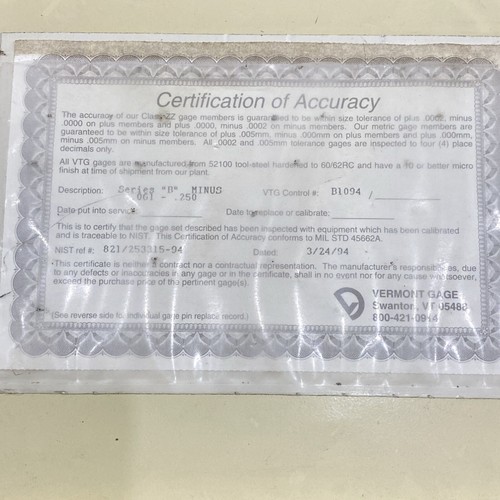 Certification of Accuracy
The accuracy of our Class ZZ gage members is guaranteed to be within size tolerance of plus .0002, minus
.0000 on plus members and plus .0000, minus .0002 on minus members. Our metric gage members are
guaranteed to be within size tolerance of plus .005mm, minus .000mm on plus members and plus .000mm,
minus .005mm on minus members. All .0002 and .005mm tolerance gages are inspected to four (4) place
decimals only.
All VTG gages are manufactured from 52100 tool-steel hardened to 60/62RC and have a 10 or better micro
finish at time of shipment from our plant.
Description: Series "B" MINUS
.061 - .250
VTG Control #: B1094 /
Date put into service:
Date to replace or calibrate:
This is to certify that the gage set described has been inspected with equipment which has been calibrated
and is traceable to NIST. This Certification of Accuracy conforms to MIL STD 45662A.
NIST ref #: 821/253315-94 Dated: 3/24/94
This certificate is neither a contract nor a contractual representation. The manufacturer's responsibilities, due
to any defects or inaccuracies in any gage or in the certificate, shall in no event nor for any cause whatsoever,
exceed the purchase price of the pertinent gage(s).
VERMONT GAGE
Swanton, VT 05488
800-421-0944
(See reverse side for individual gage pin replace record.)